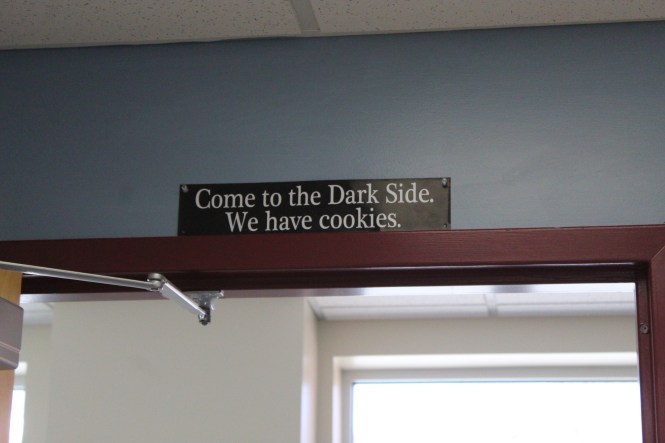 Come to the Dark Side.
We have cookies.